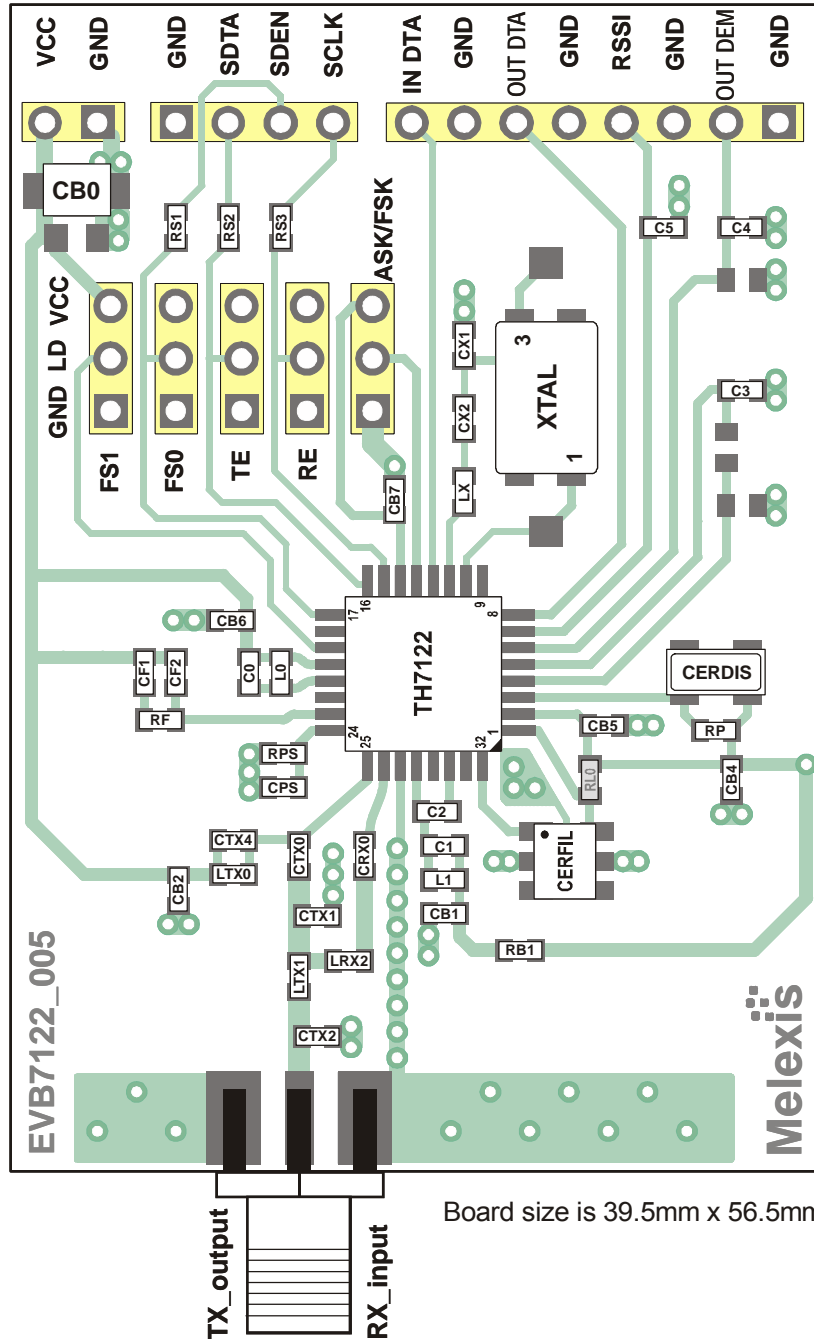 VCC
GND
GND
SDTA
SDEN
SCLK
IN DTA
GND
OUT DTA
GND
RSSI
GND
OUT DEM
GND
CB0
RS1
RS2
RS3
ASK/FSK
C5
C4
GND LD VCC
FS1
FS0
TE
RE
CX1
CX2
LX
CB7
3
XTAL
1
C3
16
9
17
8
TH7122
24
25
32
1
CB6
C0
L0
CF1
CF2
RF
RPS
CPS
CERDIS
RP
CB5
RL0
CB4
CERFIL
C2
C1
L1
CB1
RB1
CTX4
LTX0
CB2
CTX0
CRX0
CTX1
LTX1
LRX2
CTX2
EVB7122_005
Melexis
Board size is 39.5mm x 56.5mm
TX_output
RX_input